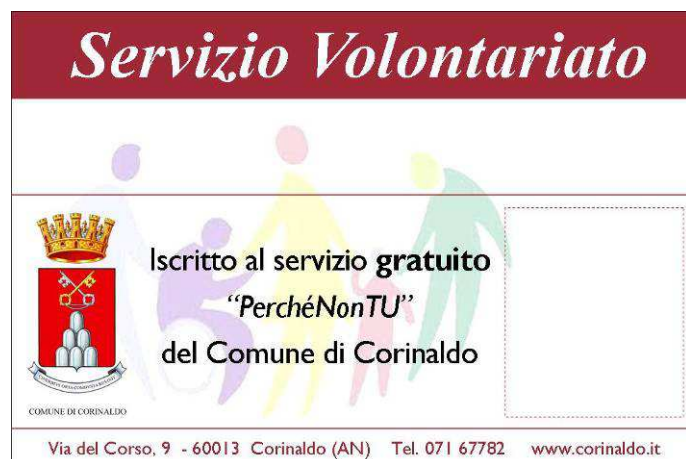 Servizio Volontariato
Iscritto al servizio gratuito
“PerchéNonTU”
del Comune di Corinaldo
COMUNE DI CORINALDO
Via del Corso, 9 - 60013 Corinaldo (AN) Tel. 071 67782 www.corinaldo.it